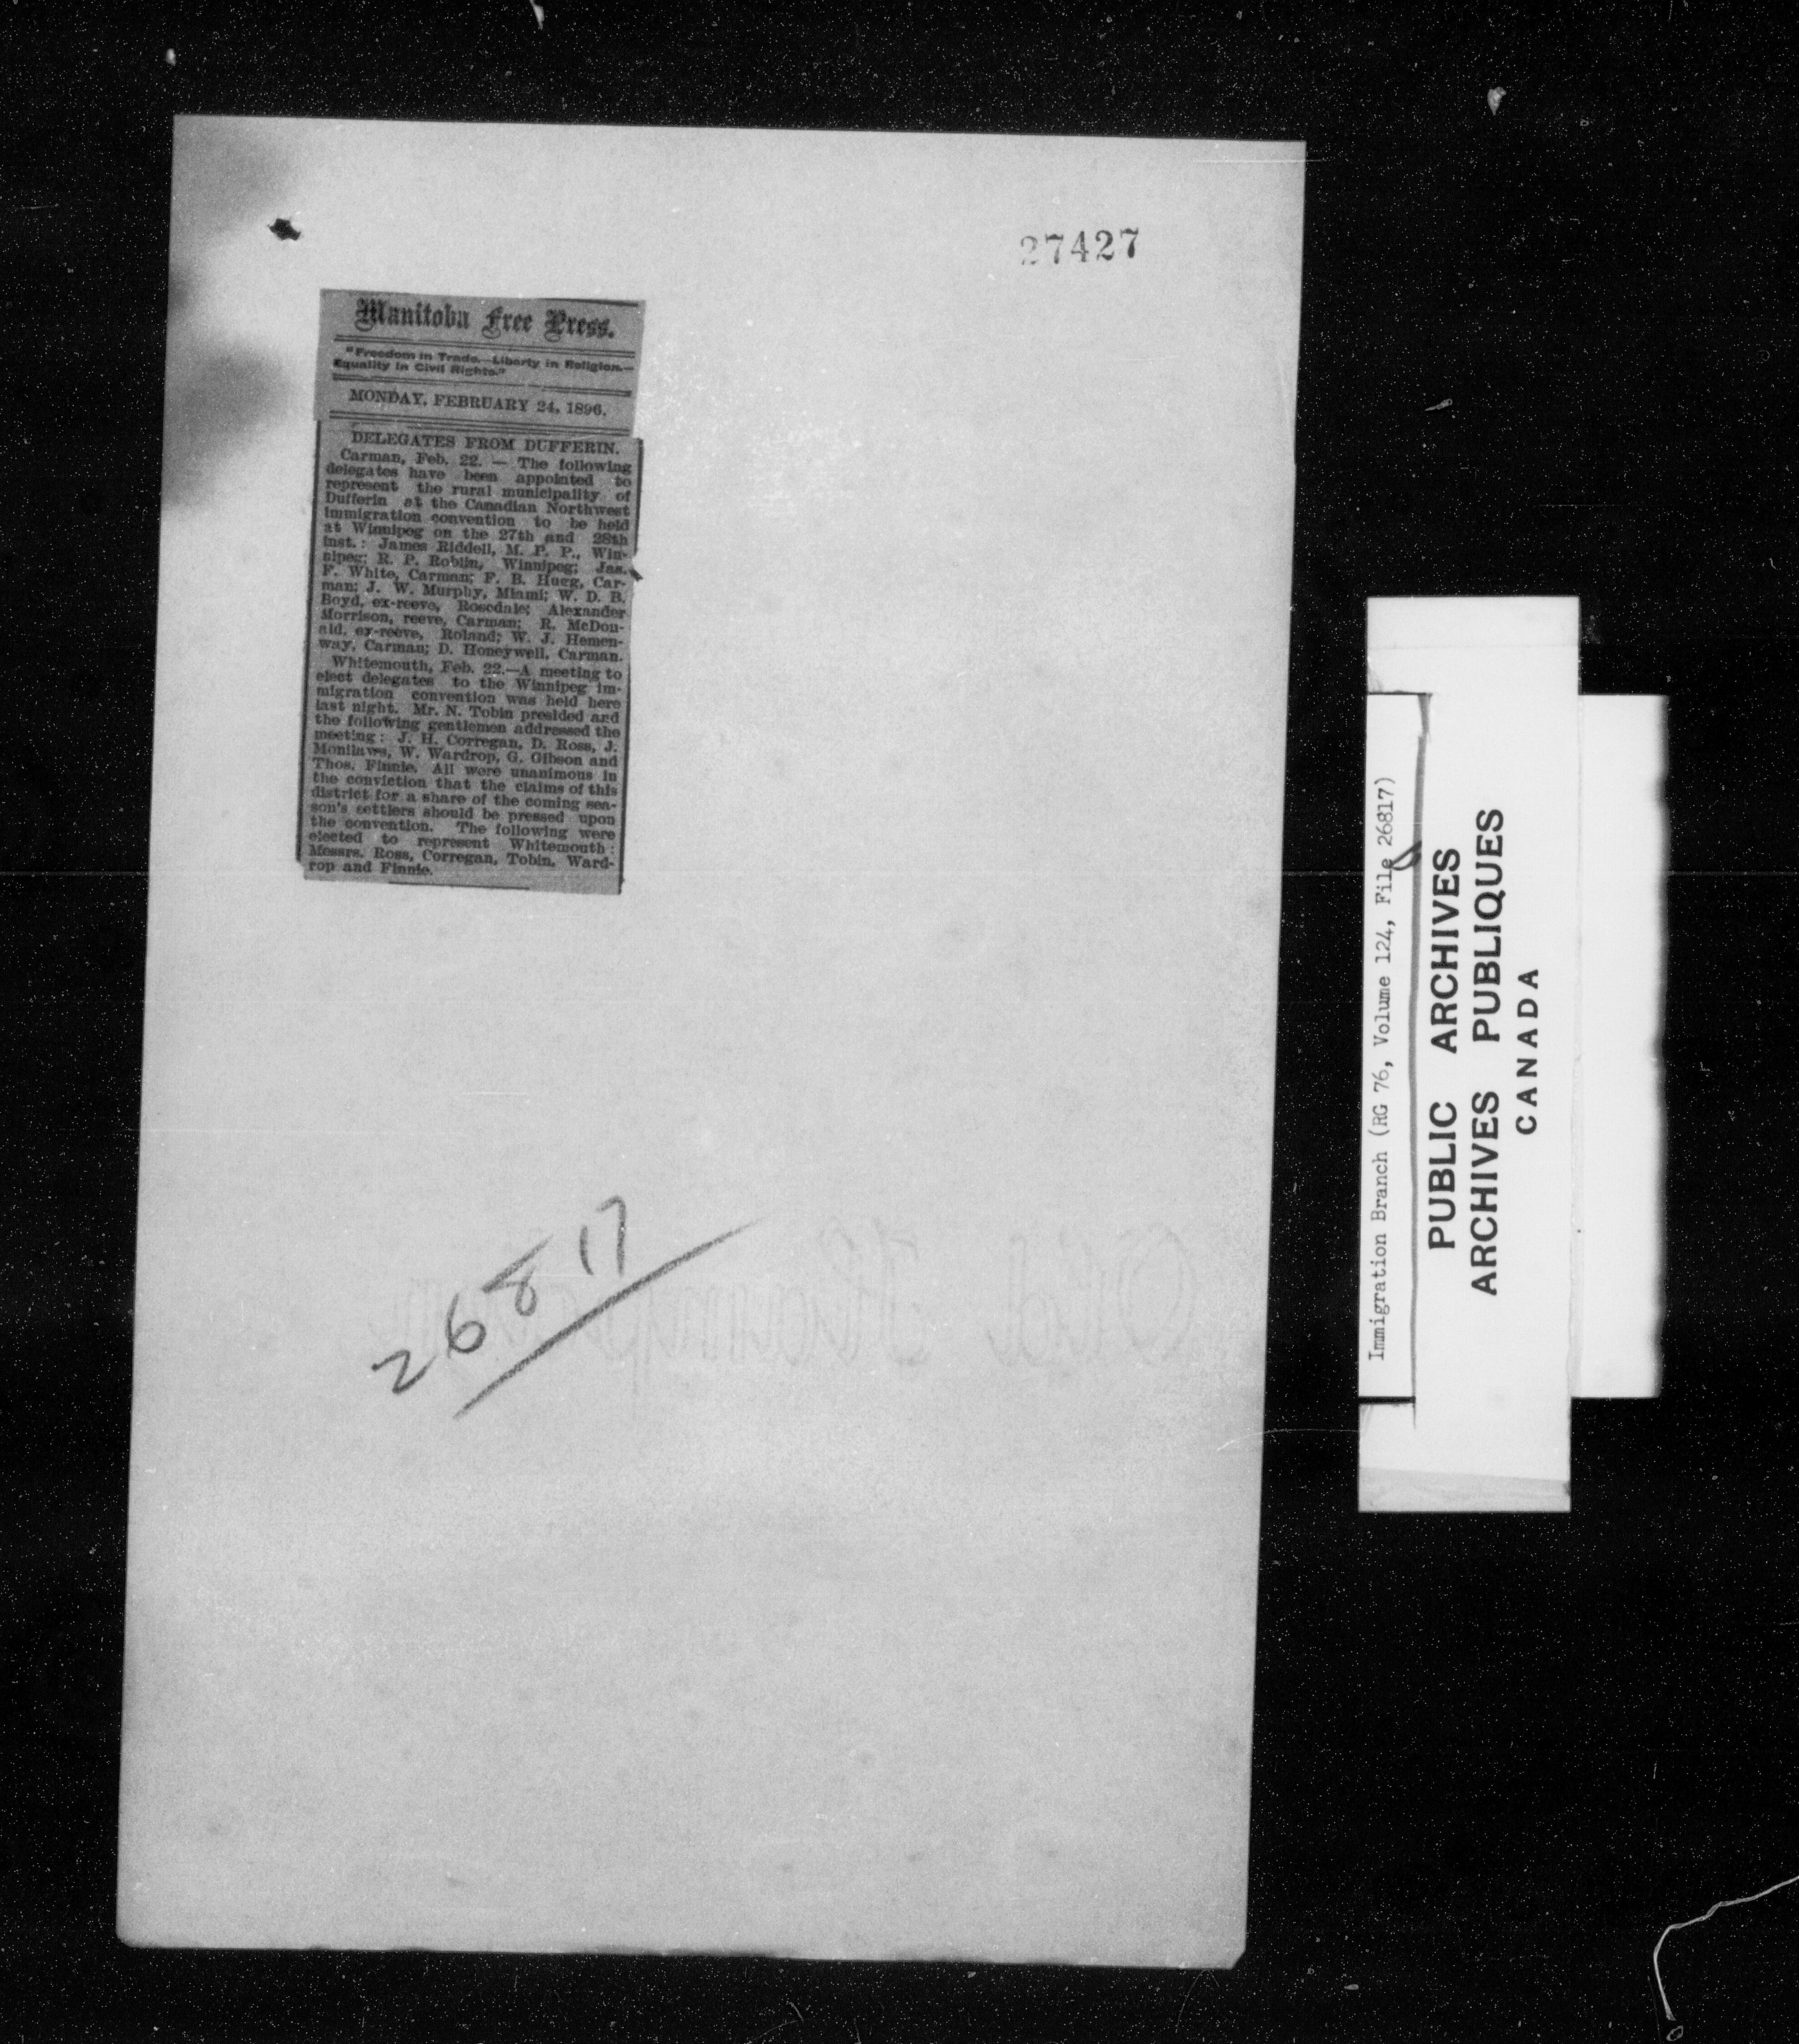 27427
Manitoba Free Press.
"Freedom in Trade.—Liberty in Religion.—
Equality in Civil Rights."
MONDAY, FEBRUARY 24, 1896.
DELEGATES FROM DUFFERIN.
Carman, Feb. 22. — The following
delegates have been appointed to
represent the rural municipality of
Dufferin at the Canadian Northwest
immigration convention to be held
at Winnipeg on the 27th and 28th
inst.: James Riddell, M. P. P., Win-
nipeg; R. P. Roblin, Winnipeg; Jas.
F. White, Carman; F. B. Hueg, Car-
man; J. W. Murphy, Miami; W. D. B.
Boyd, ex-reeve, Rosedale; Alexander
Morrison, reeve, Carman; R. McDon-
ald, ex-reeve, Roland; W. J. Hemen-
way, Carman; D. Honeywell, Carman.
Whitemouth, Feb. 22.—A meeting to
elect delegates to the Winnipeg im-
migration convention was held here
last night. Mr. N. Tobin presided and
the following gentlemen addressed the
meeting: J. H. Corregan, D. Ross, J.
Monilaws, W. Wardrop, G. Gibson and
Thos. Finnie. All were unanimous in
the conviction that the claims of this
district for a share of the coming sea-
son's settlers should be pressed upon
the convention. The following were
elected to represent Whitemouth:
Messrs. Ross, Corregan, Tobin, Ward-
rop and Finnie.
26817
Immigration Branch (RG 76, Volume 124, File 26817)
PUBLIC ARCHIVES
ARCHIVES PUBLIQUES
CANADA